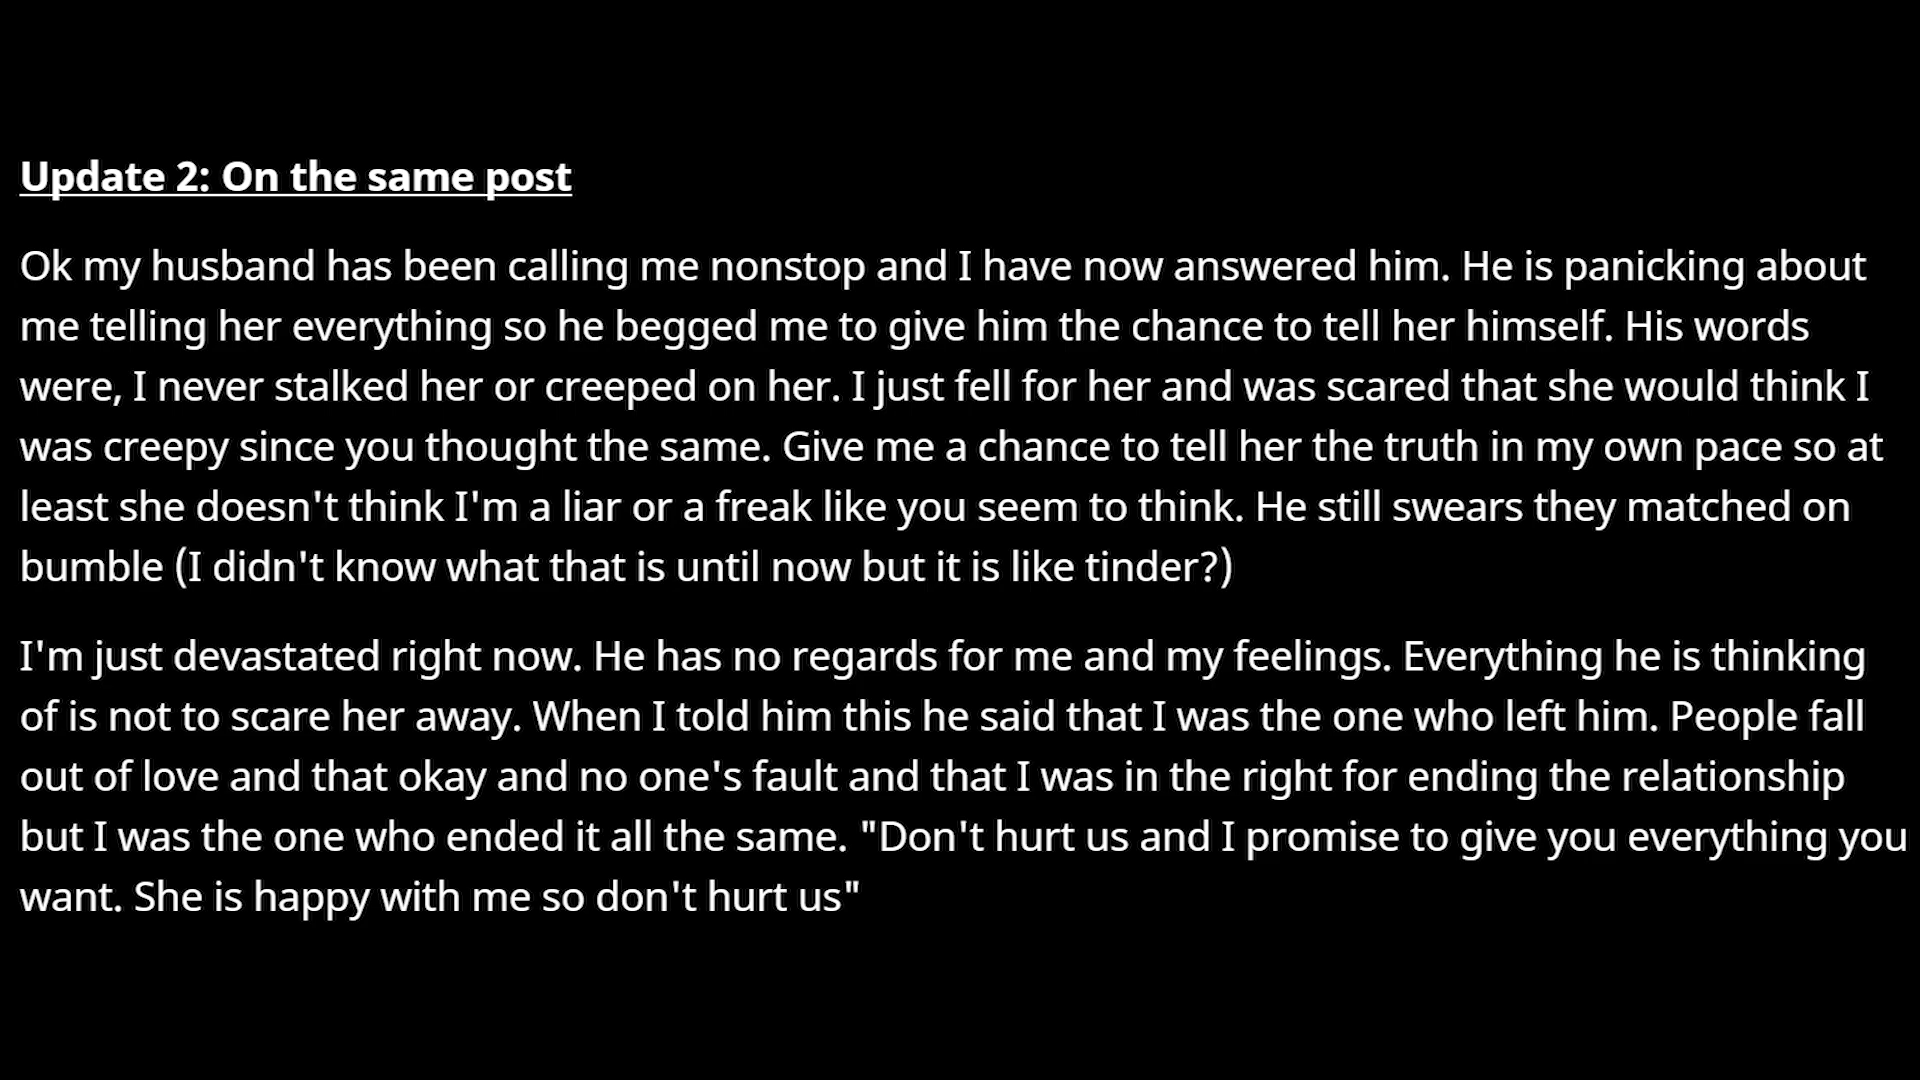 Update 2: On the same post
Ok my husband has been calling me nonstop and I have now answered him. He is panicking about
me telling her everything so he begged me to give him the chance to tell her himself. His words
were, I never stalked her or creeped on her. I just fell for her and was scared that she would think I
was creepy since you thought the same. Give me a chance to tell her the truth in my own pace so at
least she doesn't think I'm a liar or a freak like you seem to think. He still swears they matched on
bumble (I didn't know what that is until now but it is like tinder?)
I'm just devastated right now. He has no regards for me and my feelings. Everything he is thinking
of is not to scare her away. When I told him this he said that I was the one who left him. People fall
out of love and that okay and no one's fault and that I was in the right for ending the relationship
but I was the one who ended it all the same. "Don't hurt us and I promise to give you everything you
want. She is happy with me so don't hurt us"